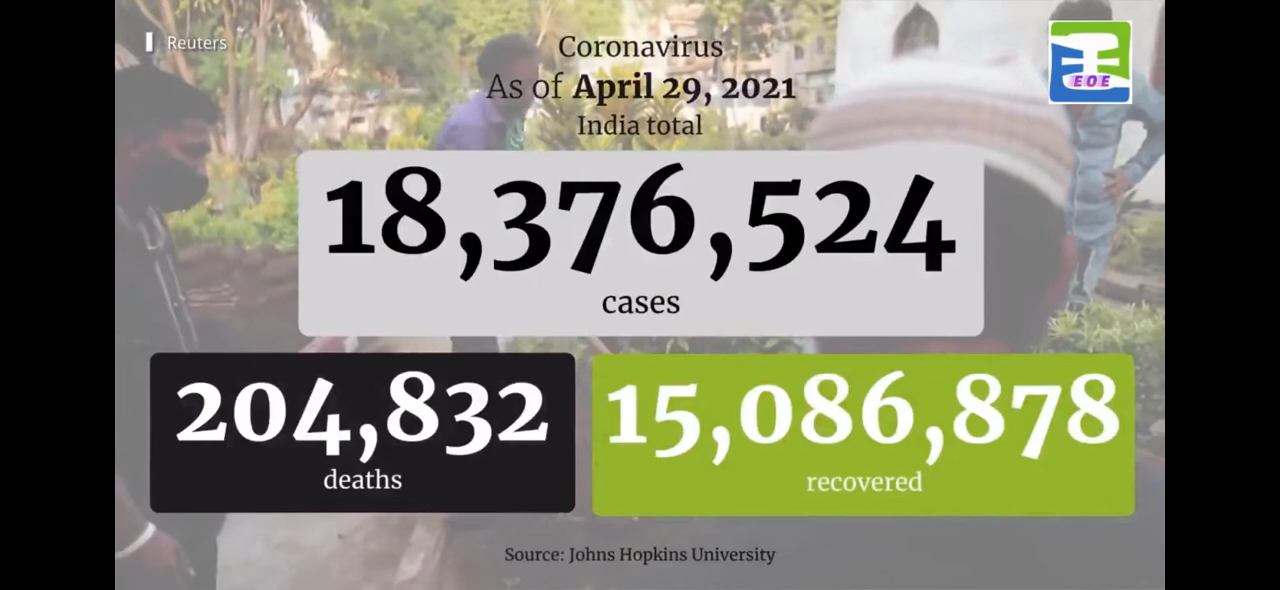 Reuters
EOE
Coronavirus
As of April 29, 2021
India total
18,376,524
cases
204,832
deaths
15,086,878
recovered
Source: Johns Hopkins University